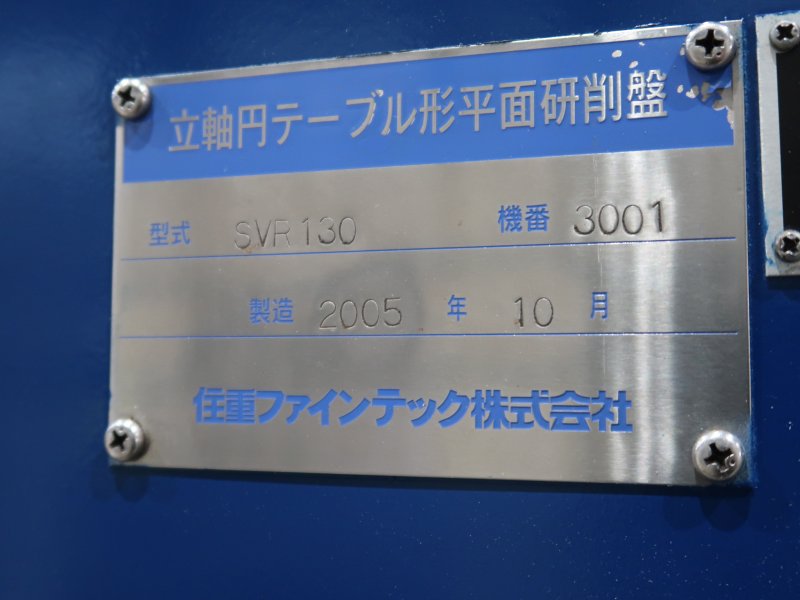 立軸円テーブル形平面研削盤
型式 SVR130 機番 3001
製造 2005 年 10 月
住重ファインテック株式会社